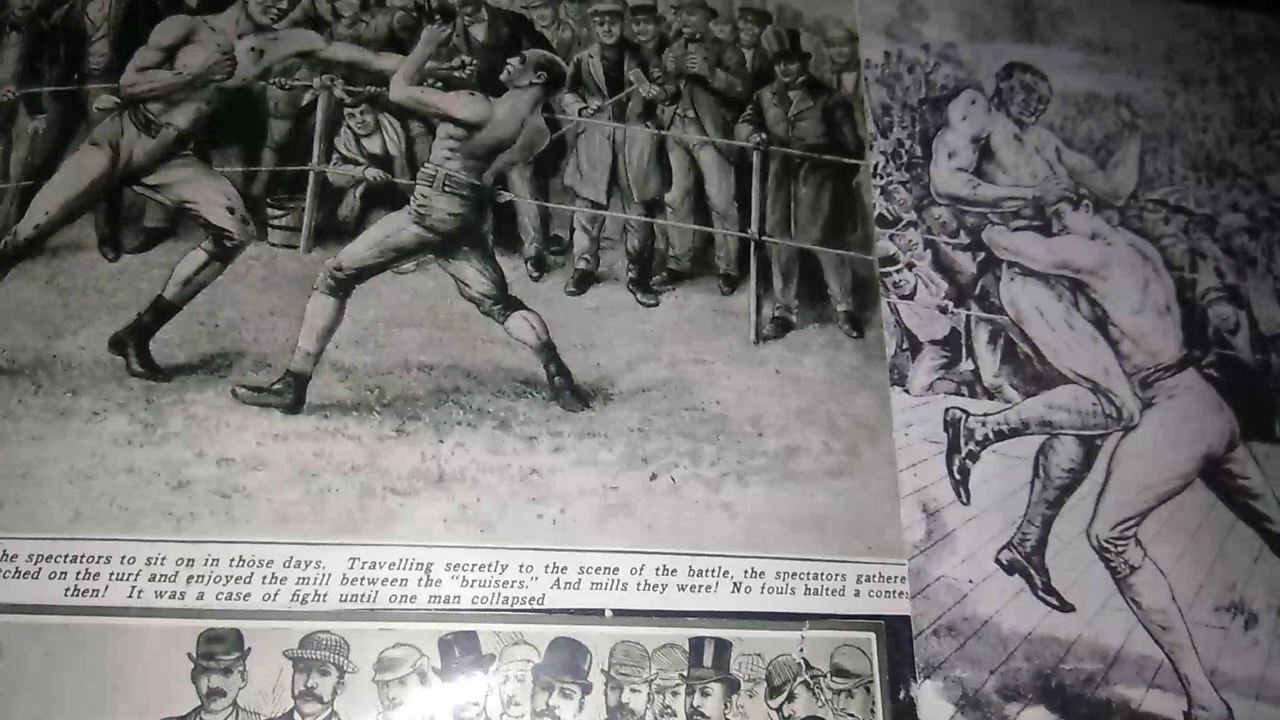 he spectators to sit on in those days. Travelling secretly to the scene of the battle, the spectators gathere
tched on the turf and enjoyed the mill between the "bruisers." And mills they were! No fouls halted a contes
then! It was a case of fight until one man collapsed